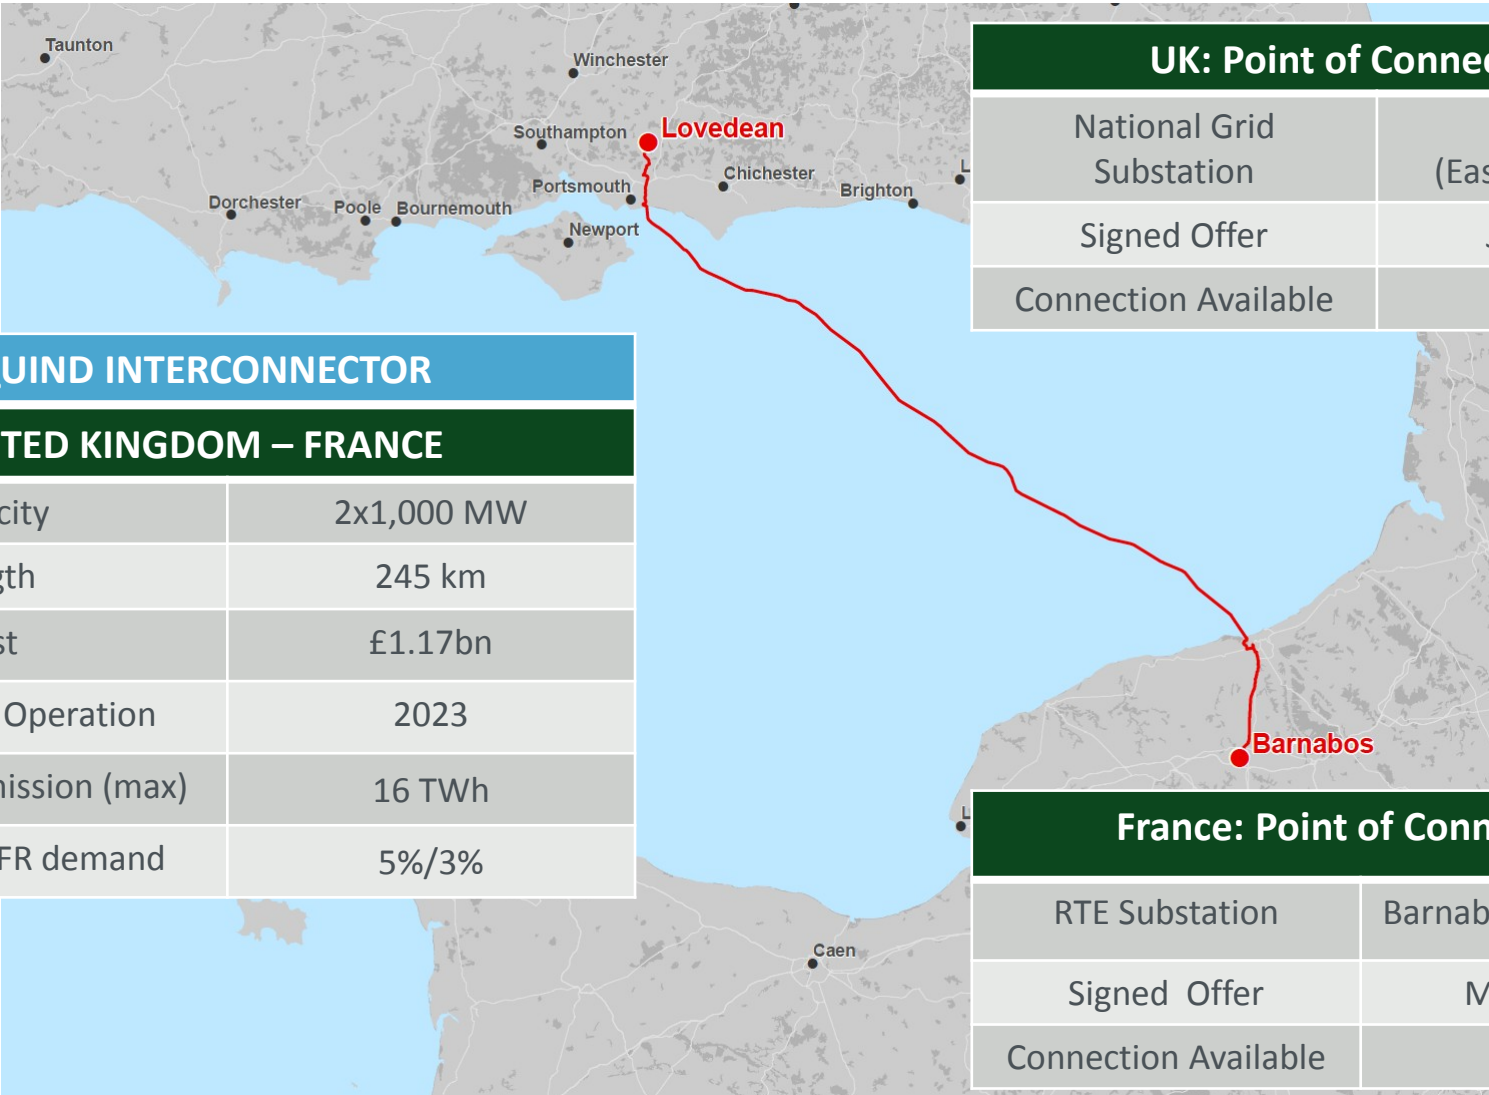 Taunton
Winchester
Southampton
Lovedean
Chichester
Portsmouth
Brighton
Dorchester
Poole
Bournemouth
Newport
UK: Point of Connec
National Grid
Substation
(Eas
Signed Offer
Connection Available
UIND INTERCONNECTOR
TED KINGDOM – FRANCE
city 2x1,000 MW
gth 245 km
st £1.17bn
Operation 2023
nission (max) 16 TWh
FR demand 5%/3%
Barnabos
L
France: Point of Conn
RTE Substation Barnab
Signed Offer M
Connection Available
Caen